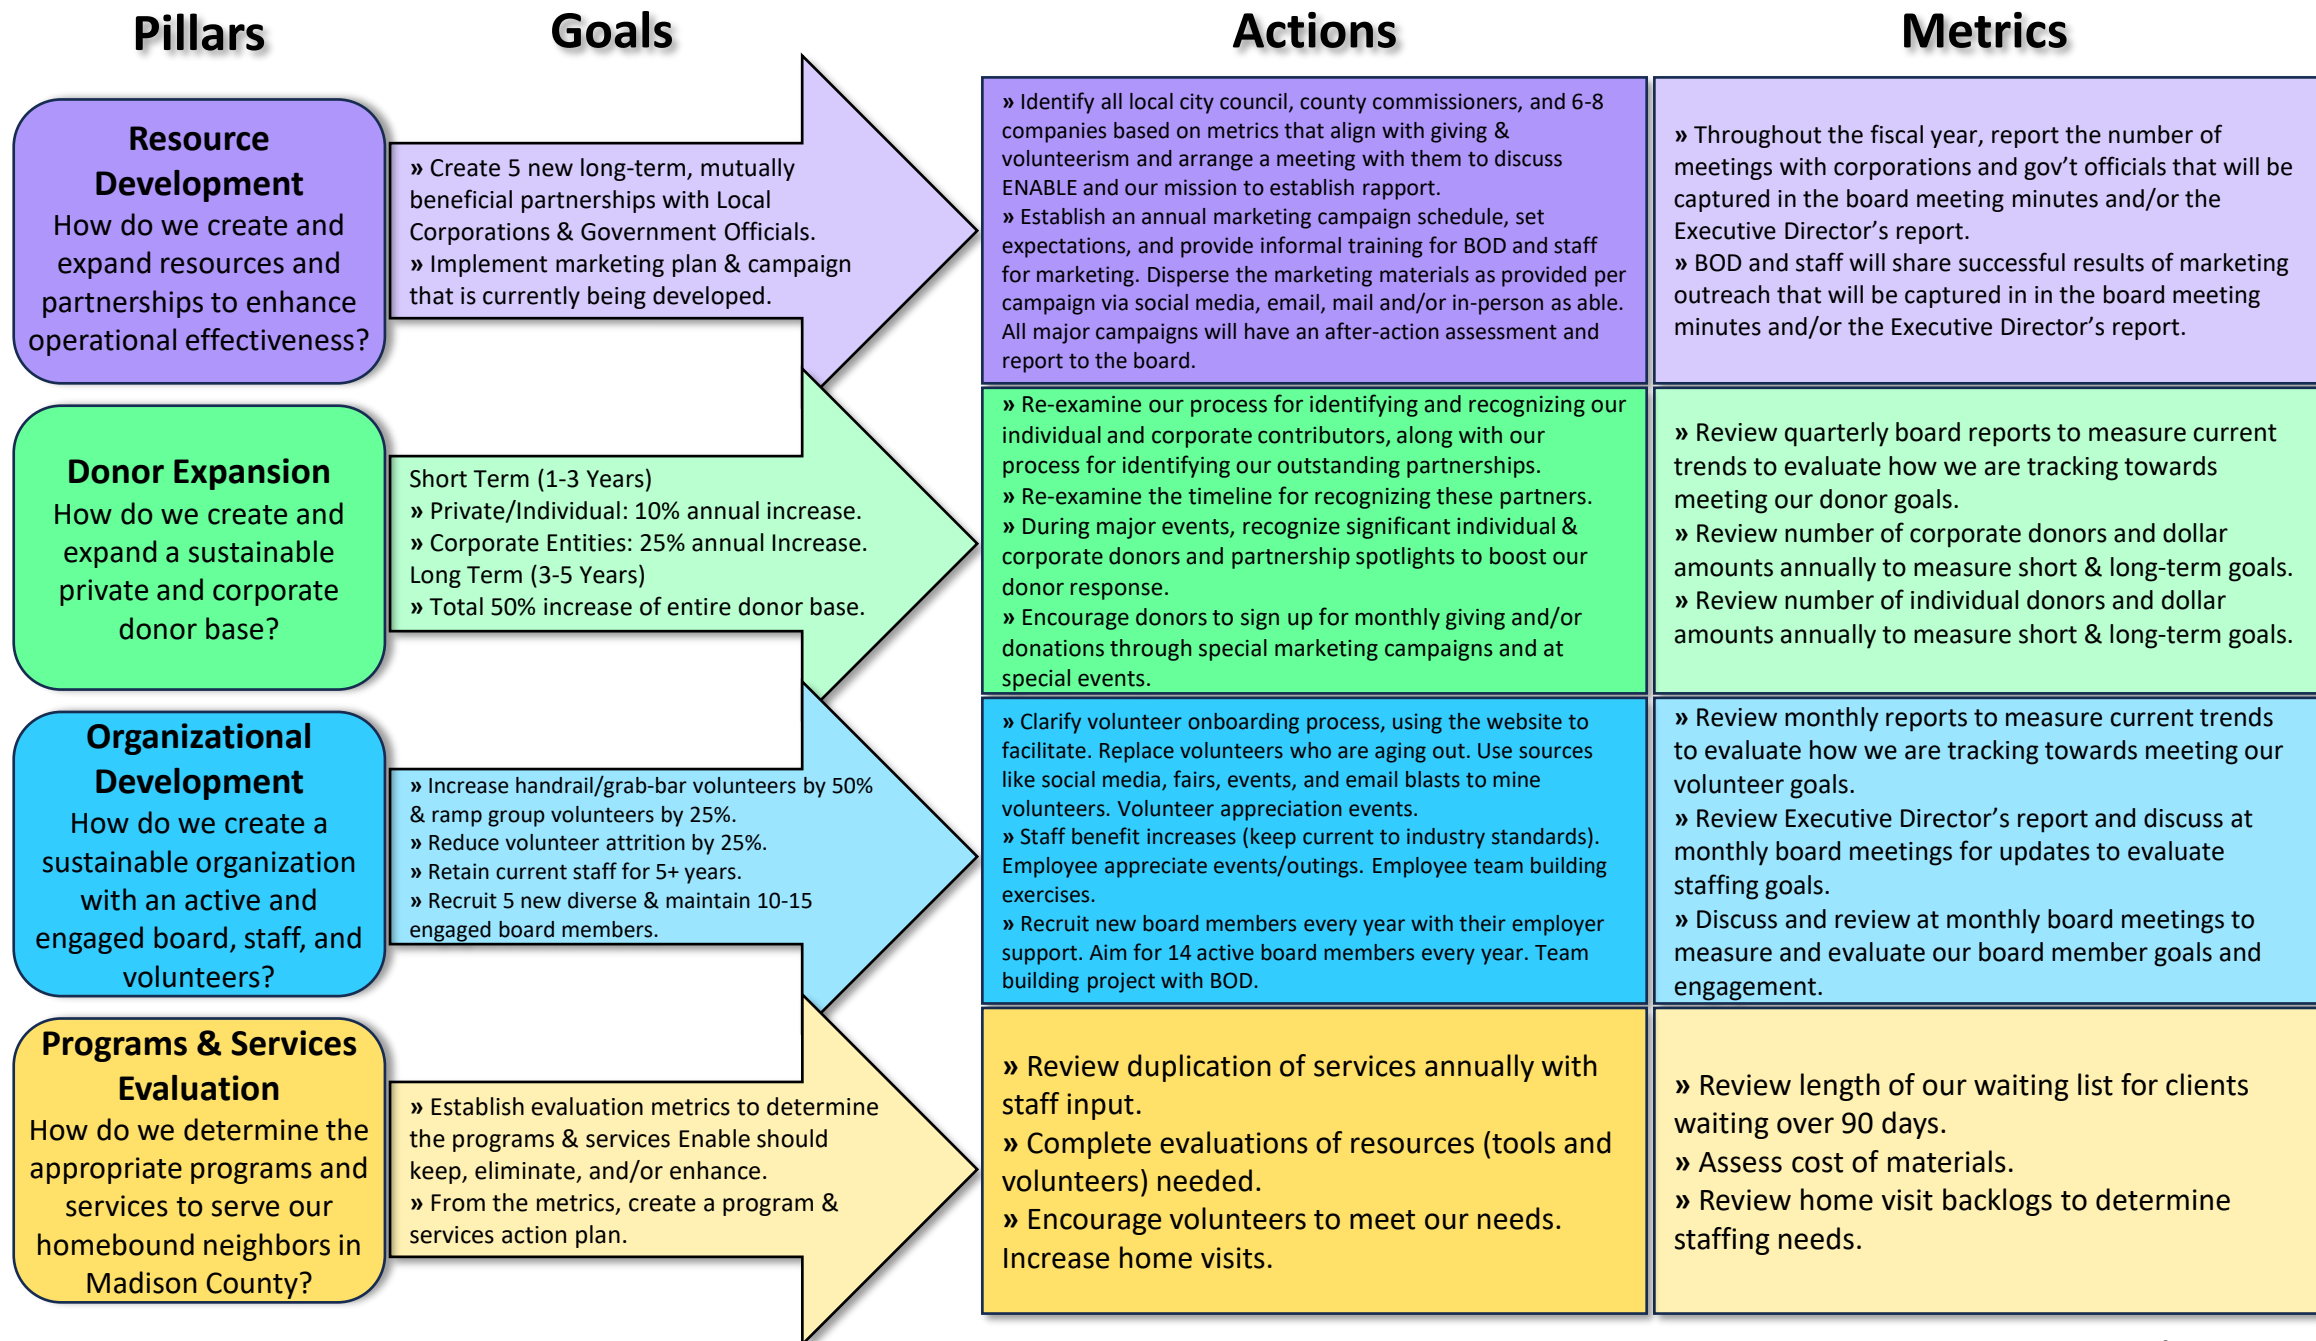 Pillars
Goals
Actions
Metrics
Resource
Development
How do we create and
expand resources and
partnerships to enhance
operational effectiveness?
» Create 5 new long-term, mutually
beneficial partnerships with Local
Corporations & Government Officials.
» Implement marketing plan & campaign
that is currently being developed.
» Identify all local city council, county commissioners, and 6-8
companies based on metrics that align with giving &
volunteerism and arrange a meeting with them to discuss
ENABLE and our mission to establish rapport.
» Establish an annual marketing campaign schedule, set
expectations, and provide informal training for BOD and staff
for marketing. Disperse the marketing materials as provided per
campaign via social media, email, mail and/or in-person as able.
All major campaigns will have an after-action assessment and
report to the board.
» Throughout the fiscal year, report the number of
meetings with corporations and gov't officials that will be
captured in the board meeting minutes and/or the
Executive Director's report.
» BOD and staff will share successful results of marketing
outreach that will be captured in in the board meeting
minutes and/or the Executive Director's report.
Donor Expansion
How do we create and
expand a sustainable
private and corporate
donor base?
Short Term (1-3 Years)
» Private/Individual: 10% annual increase.
» Corporate Entities: 25% annual Increase.
Long Term (3-5 Years)
» Total 50% increase of entire donor base.
» Re-examine our process for identifying and recognizing our
individual and corporate contributors, along with our
process for identifying our outstanding partnerships.
» Re-examine the timeline for recognizing these partners.
» During major events, recognize significant individual &
corporate donors and partnership spotlights to boost our
donor response.
» Encourage donors to sign up for monthly giving and/or
donations through special marketing campaigns and at
special events.
» Review quarterly board reports to measure current
trends to evaluate how we are tracking towards
meeting our donor goals.
» Review number of corporate donors and dollar
amounts annually to measure short & long-term goals.
» Review number of individual donors and dollar
amounts annually to measure short & long-term goals.
Organizational
Development
How do we create a
sustainable organization
with an active and
engaged board, staff, and
volunteers?
» Increase handrail/grab-bar volunteers by 50%
& ramp group volunteers by 25%.
» Reduce volunteer attrition by 25%.
» Retain current staff for 5+ years.
» Recruit 5 new diverse & maintain 10-15
engaged board members.
» Clarify volunteer onboarding process, using the website to
facilitate. Replace volunteers who are aging out. Use sources
like social media, fairs, events, and email blasts to mine
volunteers. Volunteer appreciation events.
» Staff benefit increases (keep current to industry standards).
Employee appreciate events/outings. Employee team building
exercises.
» Recruit new board members every year with their employer
support. Aim for 14 active board members every year. Team
building project with BOD.
» Review monthly reports to measure current trends
to evaluate how we are tracking towards meeting our
volunteer goals.
» Review Executive Director's report and discuss at
monthly board meetings for updates to evaluate
staffing goals.
» Discuss and review at monthly board meetings to
measure and evaluate our board member goals and
engagement.
Programs & Services
Evaluation
How do we determine the
appropriate programs and
services to serve our
homebound neighbors in
Madison County?
» Establish evaluation metrics to determine
the programs & services Enable should
keep, eliminate, and/or enhance.
» From the metrics, create a program &
services action plan.
» Review duplication of services annually with
staff input.
» Complete evaluations of resources (tools and
volunteers) needed.
» Encourage volunteers to meet our needs.
Increase home visits.
» Review length of our waiting list for clients
waiting over 90 days.
» Assess cost of materials.
» Review home visit backlogs to determine
staffing needs.